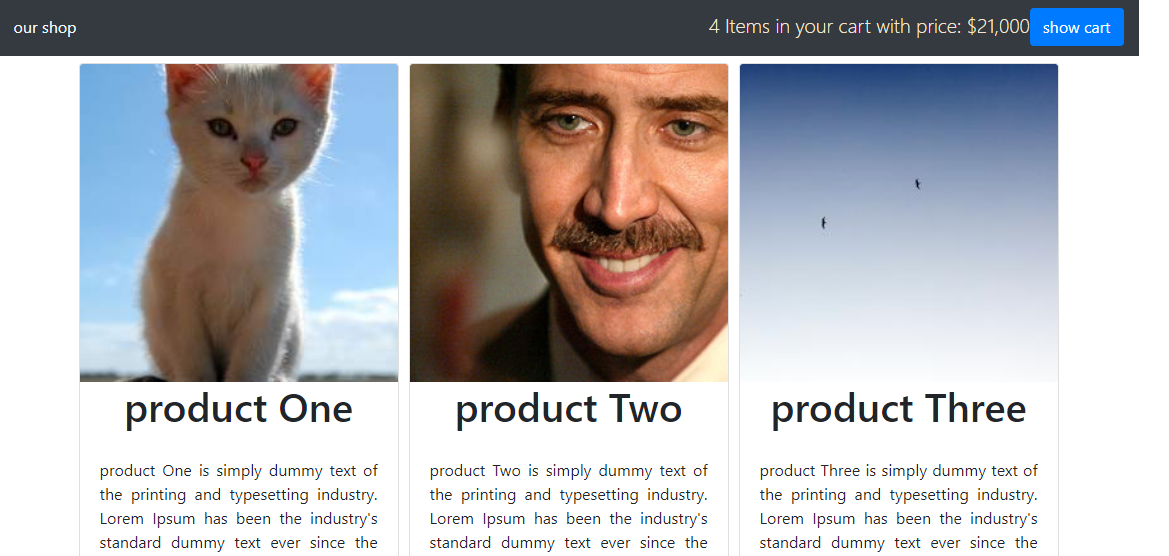 our shop
4 Items in your cart with price: $21,000
show cart
product One
product One is simply dummy text of
the printing and typesetting industry.
Lorem Ipsum has been the industry's
standard dummy text ever since the
product Two
product Two is simply dummy text of
the printing and typesetting industry.
Lorem Ipsum has been the industry's
standard dummy text ever since the
product Three
product Three is simply dummy text of
the printing and typesetting industry.
Lorem Ipsum has been the industry's
standard dummy text ever since the